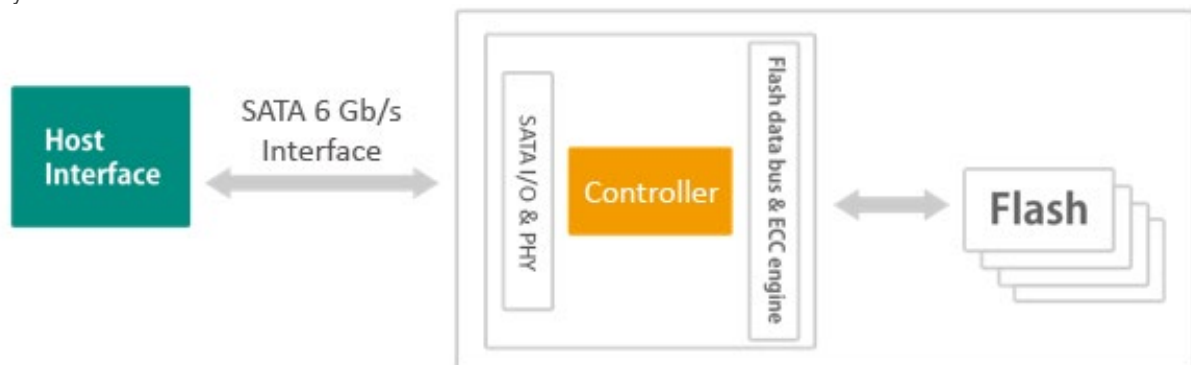 Host
Interface
SATA 6 Gb/s
Interface
SATA I/O & PHY
Controller
Flash data bus & ECC engine
Flash